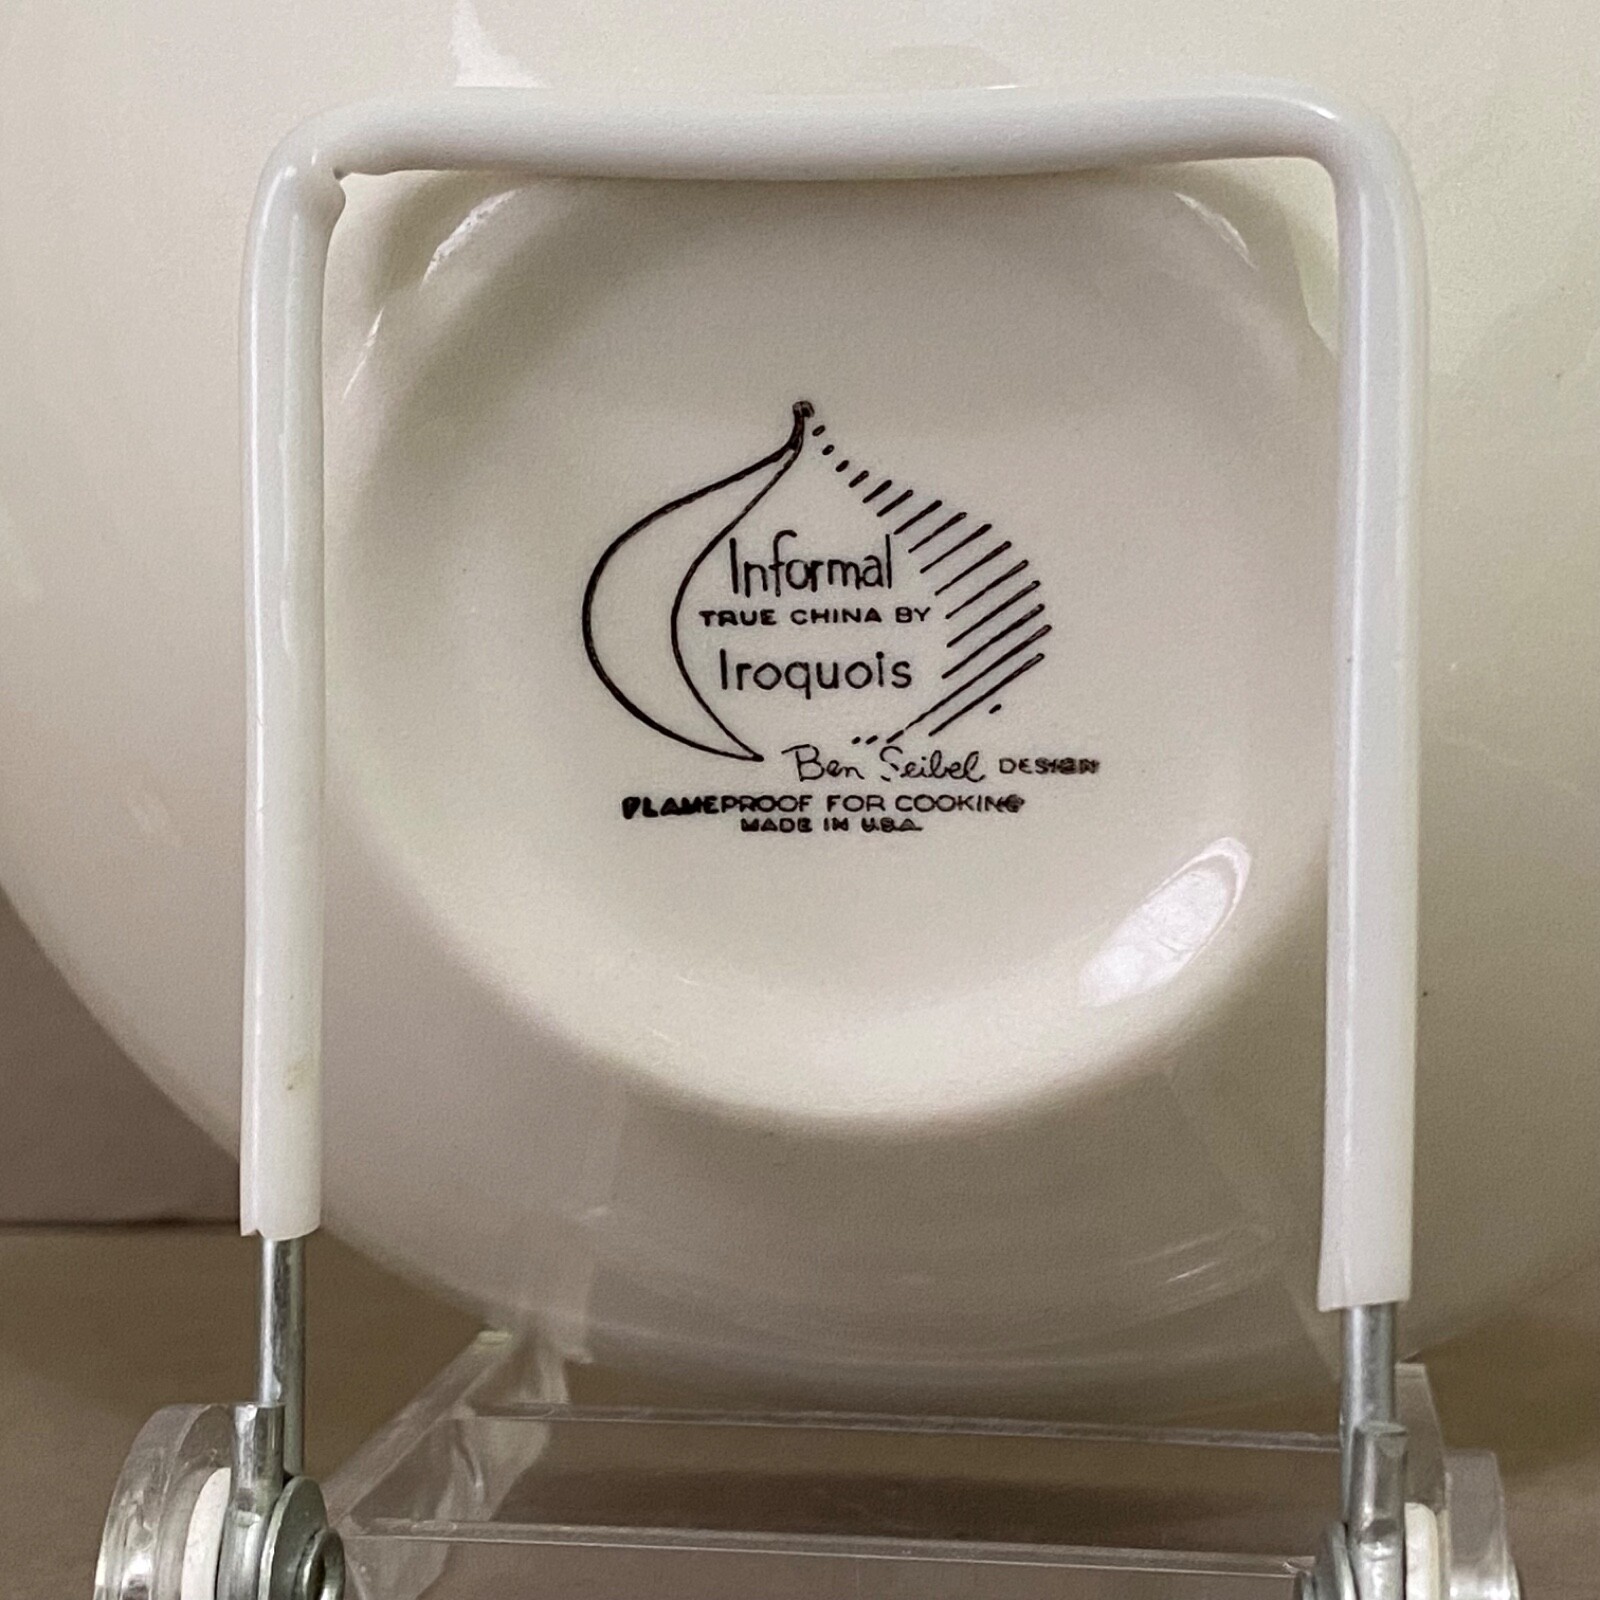 Informal
TRUE CHINA BY
Iroquois
Ben Seibel DESIGN
FLAMEPROOF FOR COOKING
MADE IN U.S.A.